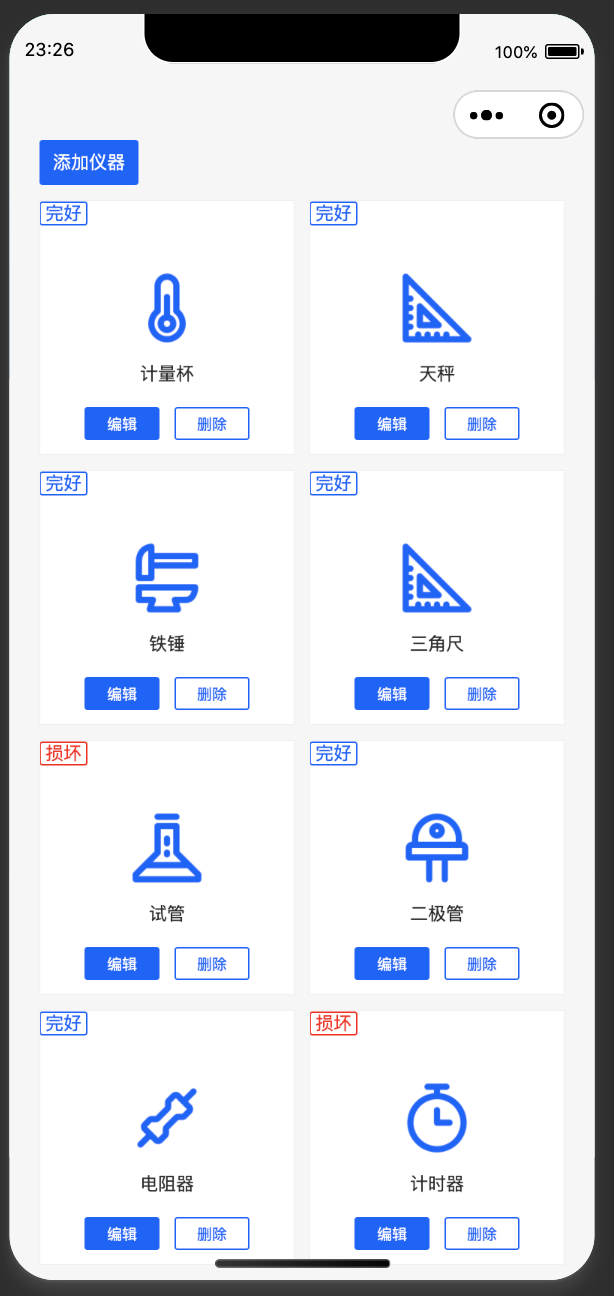 23:26
100%
添加仪器
完好
完好
计量杯
天秤
编辑 删除
编辑 删除
完好
完好
铁锤
三角尺
编辑 删除
编辑 删除
损坏
完好
试管
二极管
编辑 删除
编辑 删除
完好
损坏
电阻器
计时器
编辑 删除
编辑 删除